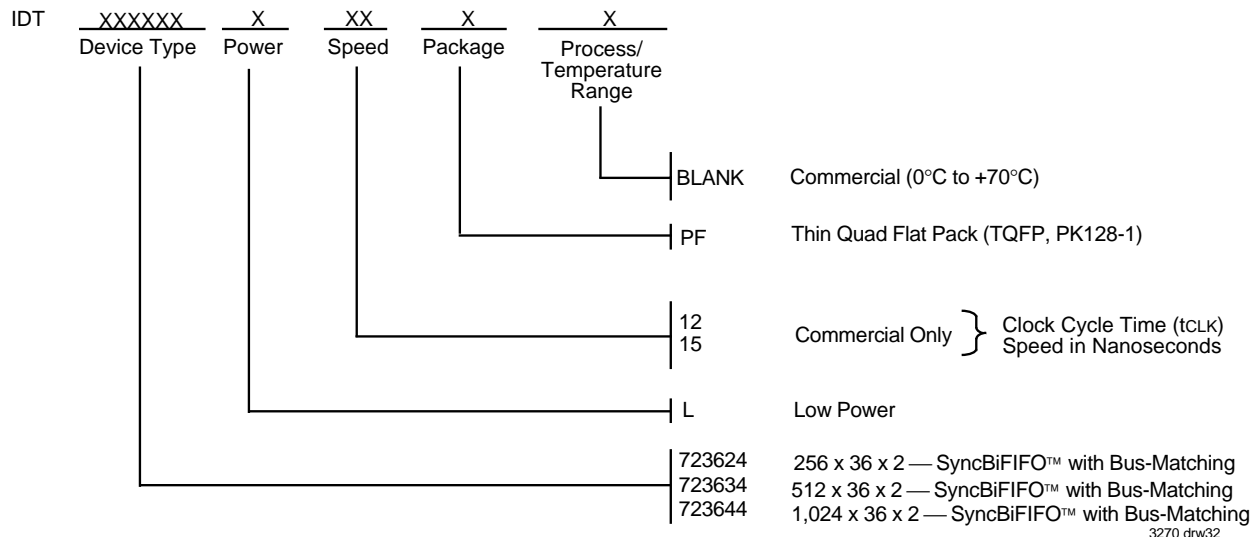 IDT XXXXXX X XX X X
Device Type Power Speed Package Process/
Temperature
Range
BLANK Commercial (0°C to +70°C)
PF Thin Quad Flat Pack (TQFP, PK128-1)
12
15
Commercial Only } Clock Cycle Time (tCLK)
Speed in Nanoseconds
L Low Power
723624 256 x 36 x 2 — SyncBiFIFO™ with Bus-Matching
723634 512 x 36 x 2 — SyncBiFIFO™ with Bus-Matching
723644 1,024 x 36 x 2 — SyncBiFIFO™ with Bus-Matching
3270 drw32